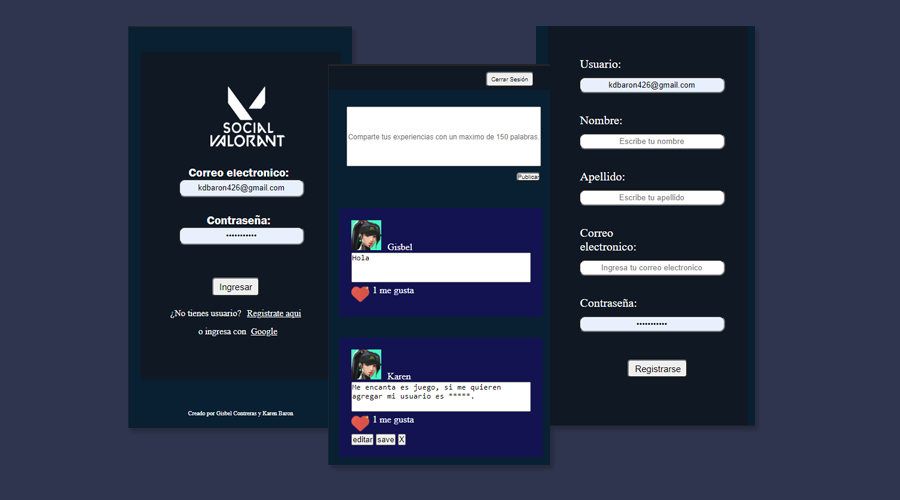 SOCIAL
VALORANT
Correo electronico:
kdbaron426@gmail.com
Contraseña:
•••••••••••
Ingresar
¿No tienes usuario? Registrate aqui
o ingresa con Google
Creado por Gisbel Contreras y Karen Baron
Cerrar Sesión
Comparte tus experiencias con un maximo de 150 palabras
Publicar
Gisbel
Hola
1 me gusta
Karen
Me encanta es juego, si me quieren
agregar mi usuario es *****.
1 me gusta
editar save X
Usuario:
kdbaron426@gmail.com
Nombre:
Escribe tu nombre
Apellido:
Escribe tu apellido
Correo
electronico:
Ingresa tu correo electronico
Contraseña:
•••••••••••
Registrarse